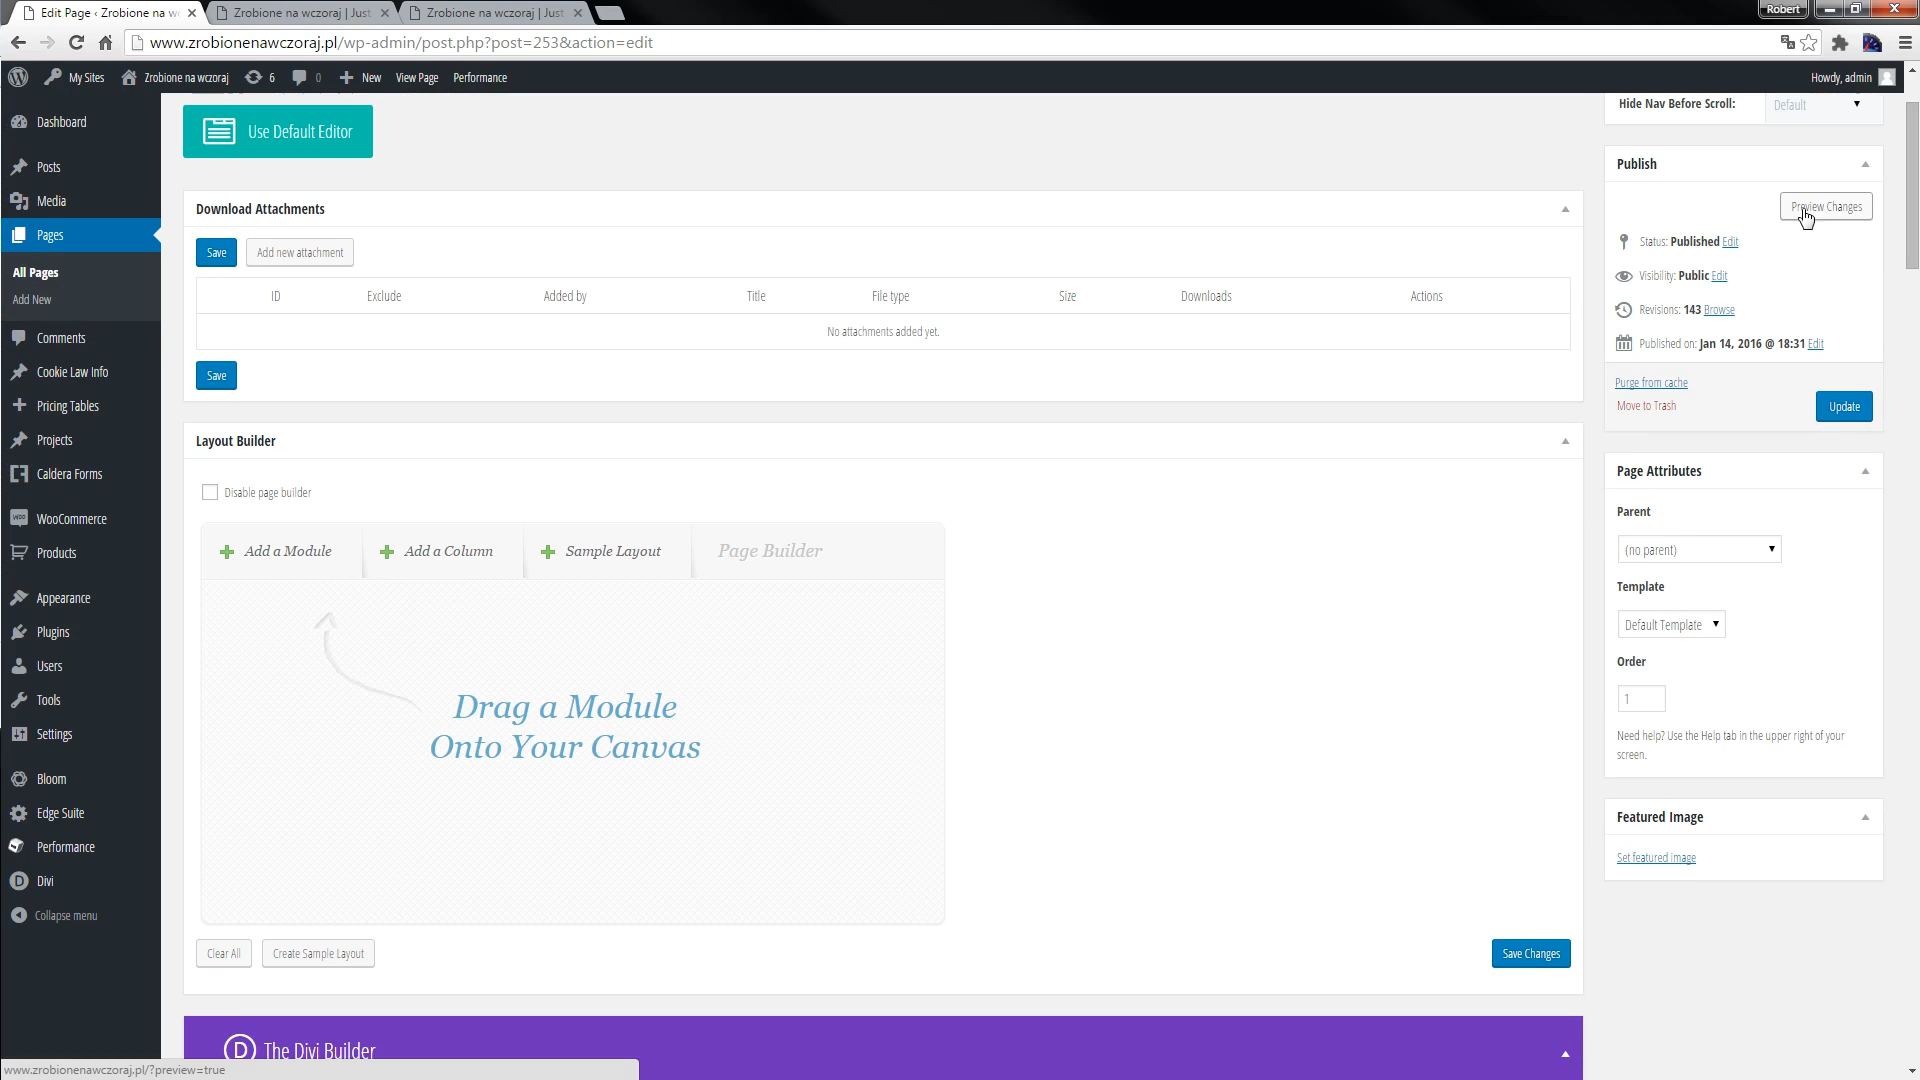 Edit Page ‹ Zrobione na wc
Zrobione na wczoraj | Just
Zrobione na wczoraj | Just
Robert
www.zrobionenawczoraj.pl/wp-admin/post.php?post=253&action=edit
My Sites
Zrobione na wczoraj
6
0
New
View Page
Performance
Howdy, admin
Dashboard
Posts
Media
Pages
All Pages
Add New
Comments
Cookie Law Info
Pricing Tables
Projects
Caldera Forms
WooCommerce
Products
Appearance
Plugins
Users
Tools
Settings
Bloom
Edge Suite
Performance
Divi
Collapse menu
Use Default Editor
Download Attachments
Save
Add new attachment
ID Exclude Added by Title File type Size Downloads Actions
No attachments added yet.
Save
Layout Builder
Disable page builder
Add a Module
Add a Column
Sample Layout
Page Builder
Drag a Module
Onto Your Canvas
Clear All
Create Sample Layout
Save Changes
The Divi Builder
Hide Nav Before Scroll:
Default
Publish
Preview Changes
Status: Published Edit
Visibility: Public Edit
Revisions: 143 Browse
Published on: Jan 14, 2016 @ 18:31 Edit
Purge from cache
Move to Trash
Update
Page Attributes
Parent
(no parent)
Template
Default Template
Order
1
Need help? Use the Help tab in the upper right of your
screen.
Featured Image
Set featured image
www.zrobionenawczoraj.pl/?preview=true